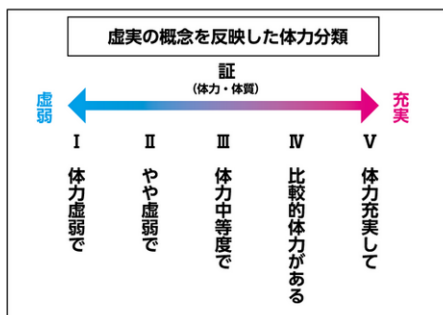 虚実の概念を反映した体力分類
証
(体力・体質)
虚弱
充実
Ⅰ 体力虚弱で
Ⅱ やや虚弱で
Ⅲ 体力中等度で
Ⅳ 比較的体力がある
Ⅴ 体力充実して